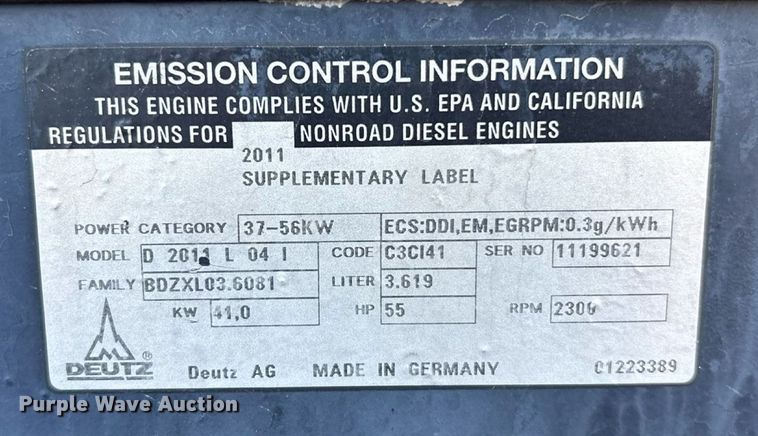 EMISSION CONTROL INFORMATION
THIS ENGINE COMPLIES WITH U.S. EPA AND CALIFORNIA
REGULATIONS FOR NONROAD DIESEL ENGINES
2011
SUPPLEMENTARY LABEL
POWER CATEGORY 37-56KW ECS:DDI,EM,EGRPM:0.3g/kWh
MODEL D 2011 L 04 I CODE C3CI41 SER NO 11199621
FAMILY BDZXL03.6081 LITER 3.619
KW 41,0 HP 55 RPM 2300
DEUTZ ® Deutz AG MADE IN GERMANY 01223389
Purple Wave Auction